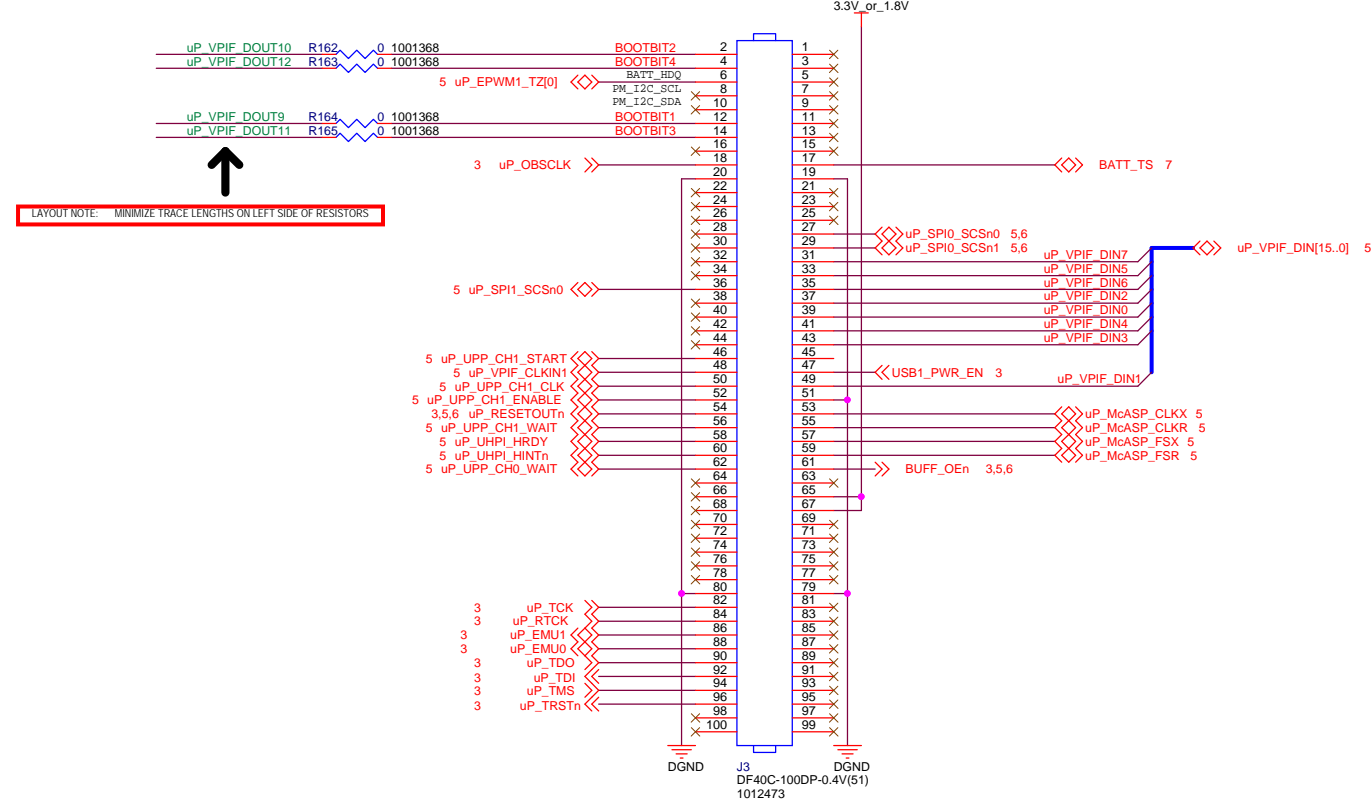 3.3V_or_1.8V
uP_VPIF_DOUT10 R162 0 1001368 BOOTBIT2 2 1
uP_VPIF_DOUT12 R163 0 1001368 BOOTBIT4 4 3
5 uP_EPWM1_TZ[0] BATT_HDQ 6 5
PM_I2C_SCL 8 7
PM_I2C_SDA 10 9
uP_VPIF_DOUT9 R164 0 1001368 BOOTBIT1 12 11
uP_VPIF_DOUT11 R165 0 1001368 BOOTBIT3 14 13
16 15
3 uP_OBSCLK 18 17 BATT_TS 7
20 19
22 21
24 23
LAYOUT NOTE: MINIMIZE TRACE LENGTHS ON LEFT SIDE OF RESISTORS 26 25
28 27 uP_SPI0_SCSn0 5,6
30 29 uP_SPI0_SCSn1 5,6 uP_VPIF_DIN[15..0] 5
32 31 uP_VPIF_DIN7
34 33 uP_VPIF_DIN5
5 uP_SPI1_SCSn0 36 35 uP_VPIF_DIN6
38 37 uP_VPIF_DIN2
40 39 uP_VPIF_DIN0
42 41 uP_VPIF_DIN4
44 43 uP_VPIF_DIN3
5 uP_UPP_CH1_START 46 45
5 uP_VPIF_CLKIN1 48 47 USB1_PWR_EN 3
5 uP_UPP_CH1_CLK 50 49 uP_VPIF_DIN1
5 uP_UPP_CH1_ENABLE 52 51
3,5,6 uP_RESETOUTn 54 53 uP_McASP_CLKX 5
5 uP_UPP_CH1_WAIT 56 55 uP_McASP_CLKR 5
5 uP_UHPI_HRDY 58 57 uP_McASP_FSX 5
5 uP_UHPI_HINTn 60 59 uP_McASP_FSR 5
5 uP_UPP_CH0_WAIT 62 61 BUFF_OEn 3,5,6
64 63
66 65
68 67
70 69
72 71
74 73
76 75
78 77
80 79
3 uP_TCK 82 81
3 uP_RTCK 84 83
3 uP_EMU1 86 85
3 uP_EMU0 88 87
3 uP_TDO 90 89
3 uP_TDI 92 91
3 uP_TMS 94 93
3 uP_TRSTn 96 95
98 97
100 99
DGND J3 DGND
DF40C-100DP-0.4V(51)
1012473